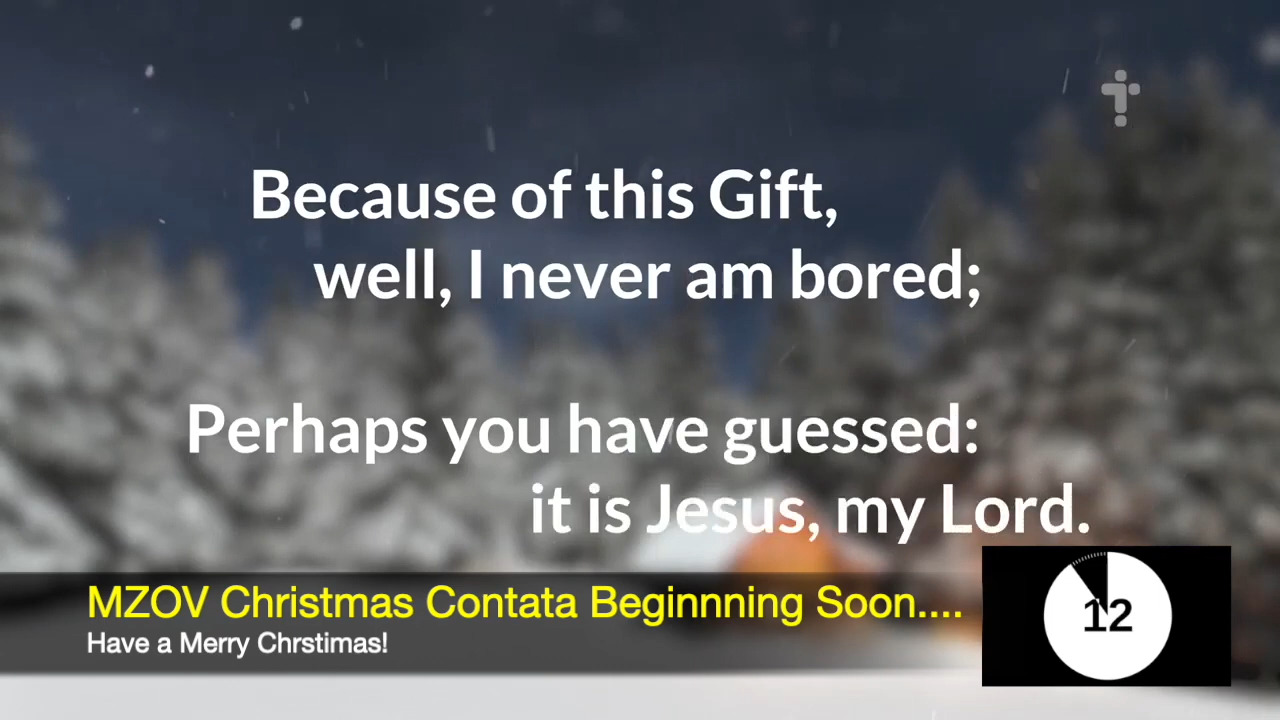 Because of this Gift,
well, I never am bored;
Perhaps you have guessed:
it is Jesus, my Lord.
MZOV Christmas Contata Beginnning Soon....
Have a Merry Chrstimas!
12